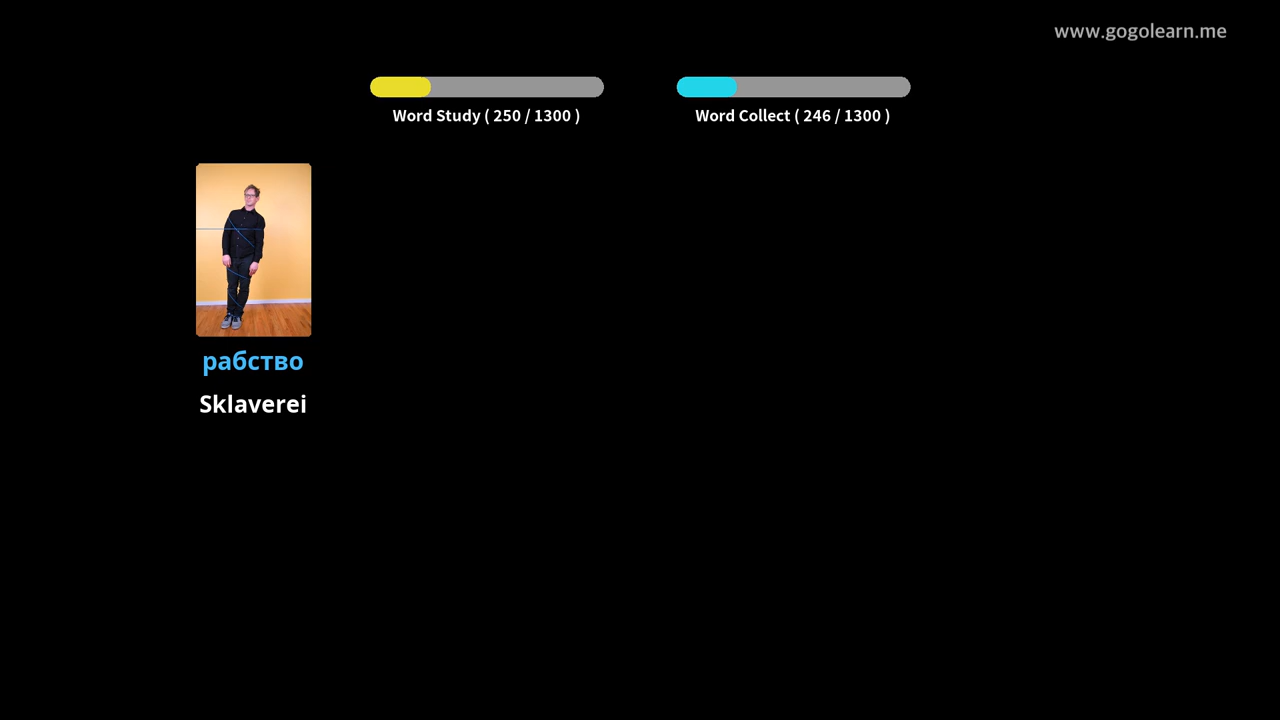 www.gogolearn.me
Word Study ( 250 / 1300 )
Word Collect ( 246 / 1300 )
рабство
Sklaverei